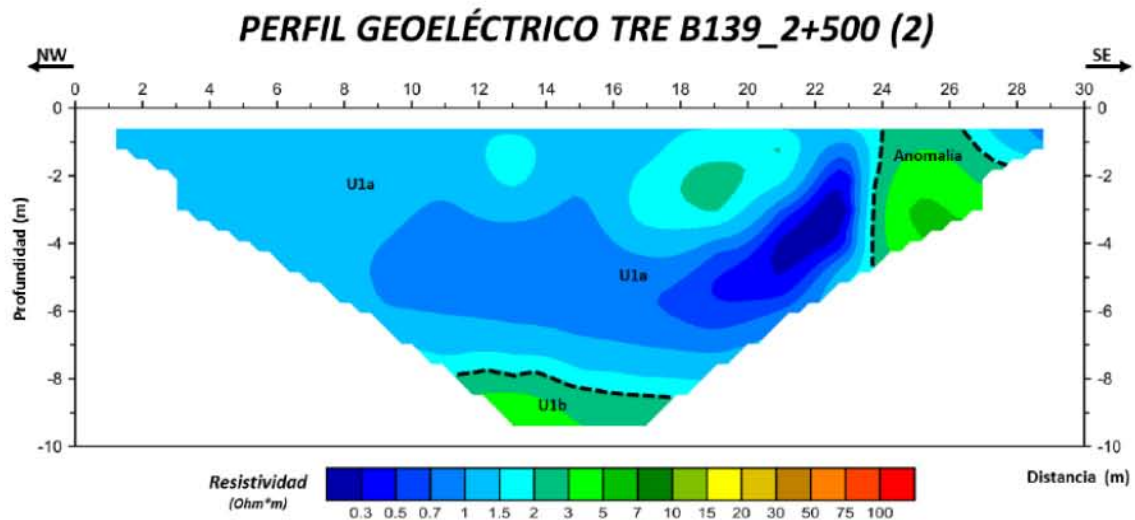 PERFIL GEOELÉCTRICO TRE B139_2+500 (2)
NW SE
0 2 4 6 8 10 12 14 16 18 20 22 24 26 28 30
0 0
Anomalía
-2 -2
U1a
-4 -4
U1a
-6 -6
-8 -8
U1b
-10 -10
Profundidad (m)
Resistividad
(Ohm*m)
0.3 0.5 0.7 1 1.5 2 3 5 7 10 15 20 30 50 75 100
Distancia (m)